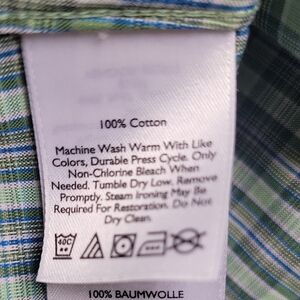 100% Cotton
Machine Wash Warm With Like
Colors, Durable Press Cycle. Only
Non-Chlorine Bleach When
Needed. Tumble Dry Low. Remove
Promptly. Steam Ironing May Be
Required For Restoration. Do Not
Dry Clean.
40C
100% BAUMWOLLE